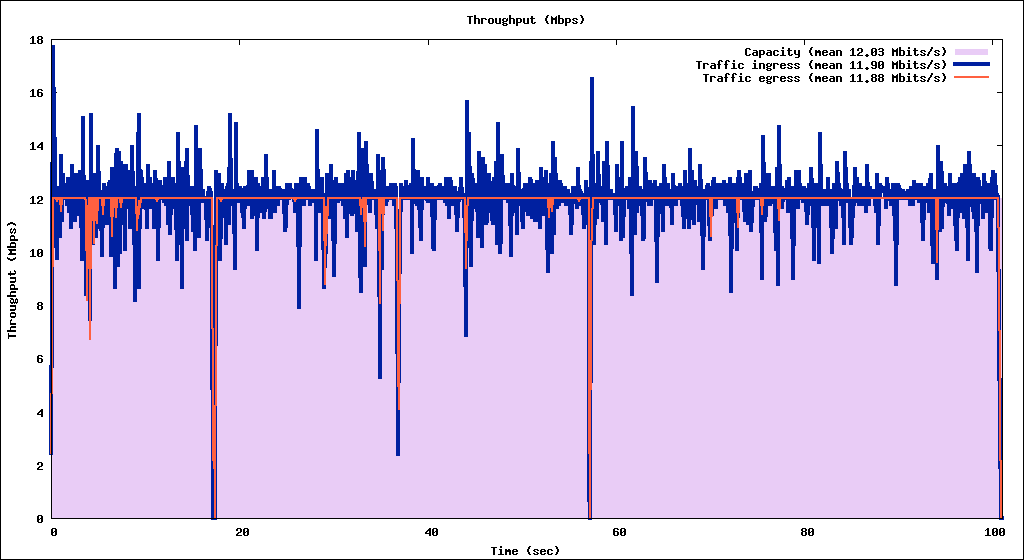 Throughput (Mbps)
Capacity (mean 12.03 Mbits/s)
Traffic ingress (mean 11.90 Mbits/s)
Traffic egress (mean 11.88 Mbits/s)
Throughput (Mbps)
18
16
14
12
10
8
6
4
2
0
0 20 40 60 80 100
Time (sec)